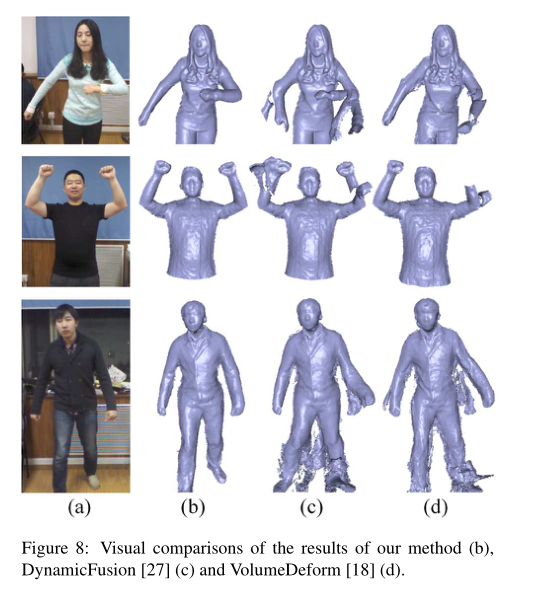 (a) (b) (c) (d)
Figure 8: Visual comparisons of the results of our method (b),
DynamicFusion [27] (c) and VolumeDeform [18] (d).